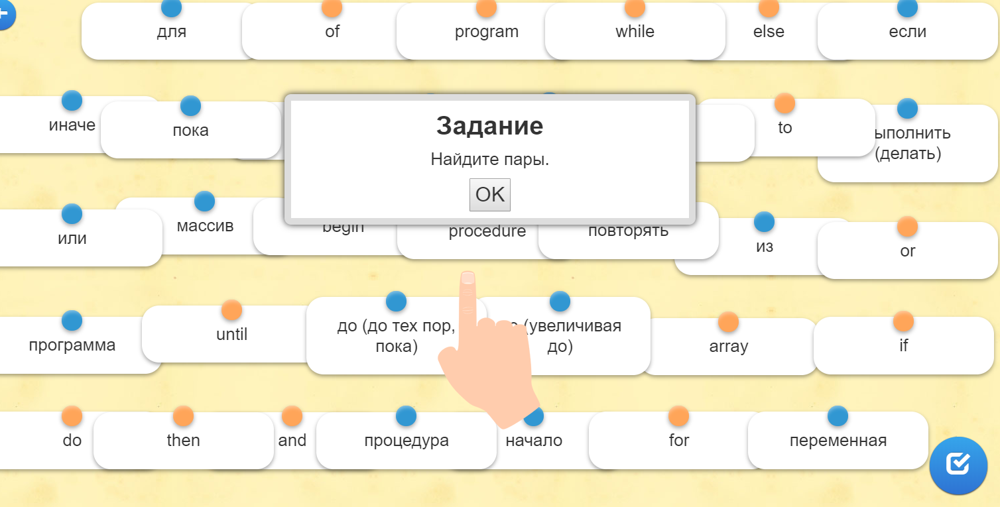 для
of
program
while
else
если
иначе
пока
Задание
Найдите пары.
OK
to
(делать)
или
массив
begin
procedure
повторять
из
or
программа
until
до (до тех пор,
пока)
(увеличивая
до)
array
if
do
then
and
процедура
начало
for
переменная